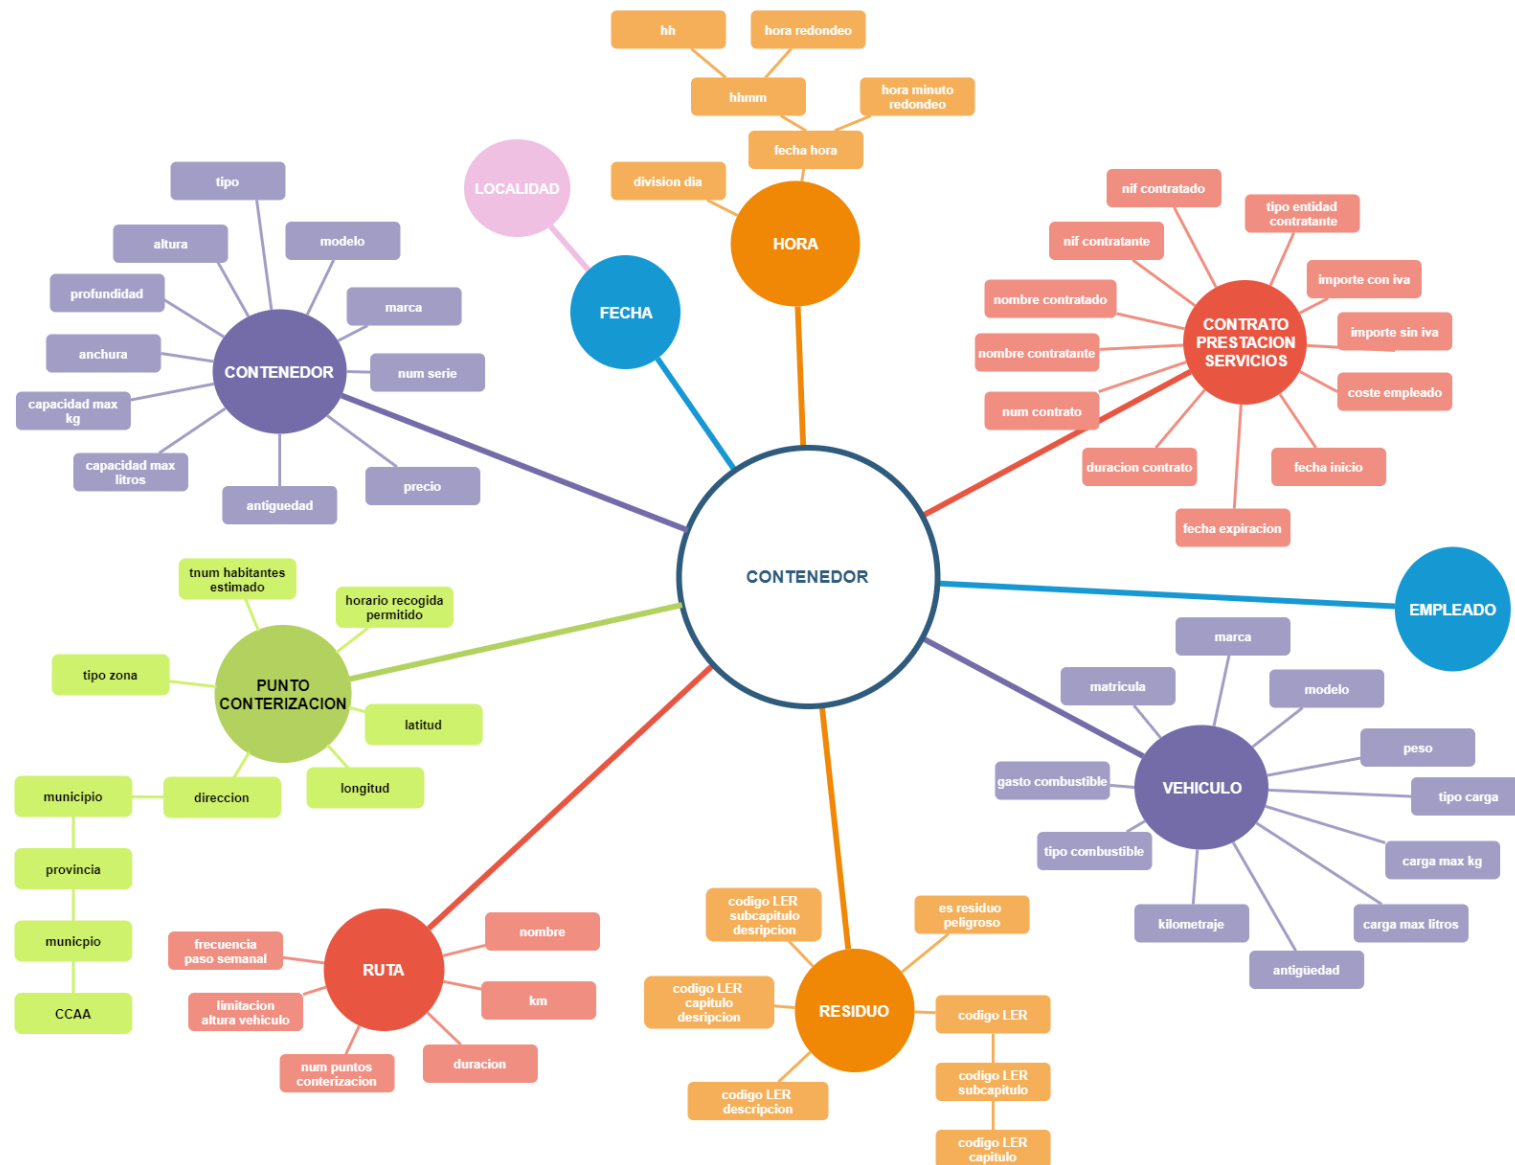 hh
hora redondeo
hhmm
hora minuto
redondeo
fecha hora
division dia
HORA
LOCALIDAD
FECHA
tipo
altura
modelo
profundidad
marca
anchura
CONTENEDOR
num serie
capacidad max
kg
capacidad max
litros
antiguedad
precio
nif contratado
tipo entidad
contratante
nif contratante
importe con iva
nombre contratado
CONTRATO
PRESTACION
SERVICIOS
importe sin iva
nombre contratante
coste empleado
num contrato
duracion contrato
fecha inicio
fecha expiracion
CONTENEDOR
EMPLEADO
tnum habitantes
estimado
horario recogida
permitido
tipo zona
PUNTO
CONTERIZACION
latitud
longitud
direccion
municipio
provincia
municpio
CCAA
marca
matricula
modelo
peso
gasto combustible
VEHICULO
tipo carga
tipo combustible
carga max kg
kilometraje
carga max litros
antigüedad
frecuencia
paso semanal
RUTA
nombre
limitacion
altura vehiculo
km
num puntos
conterizacion
duracion
codigo LER
subcapitulo
desripcion
es residuo
peligroso
codigo LER
capitulo
desripcion
RESIDUO
codigo LER
codigo LER
descripcion
codigo LER
subcapitulo
codigo LER
capitulo